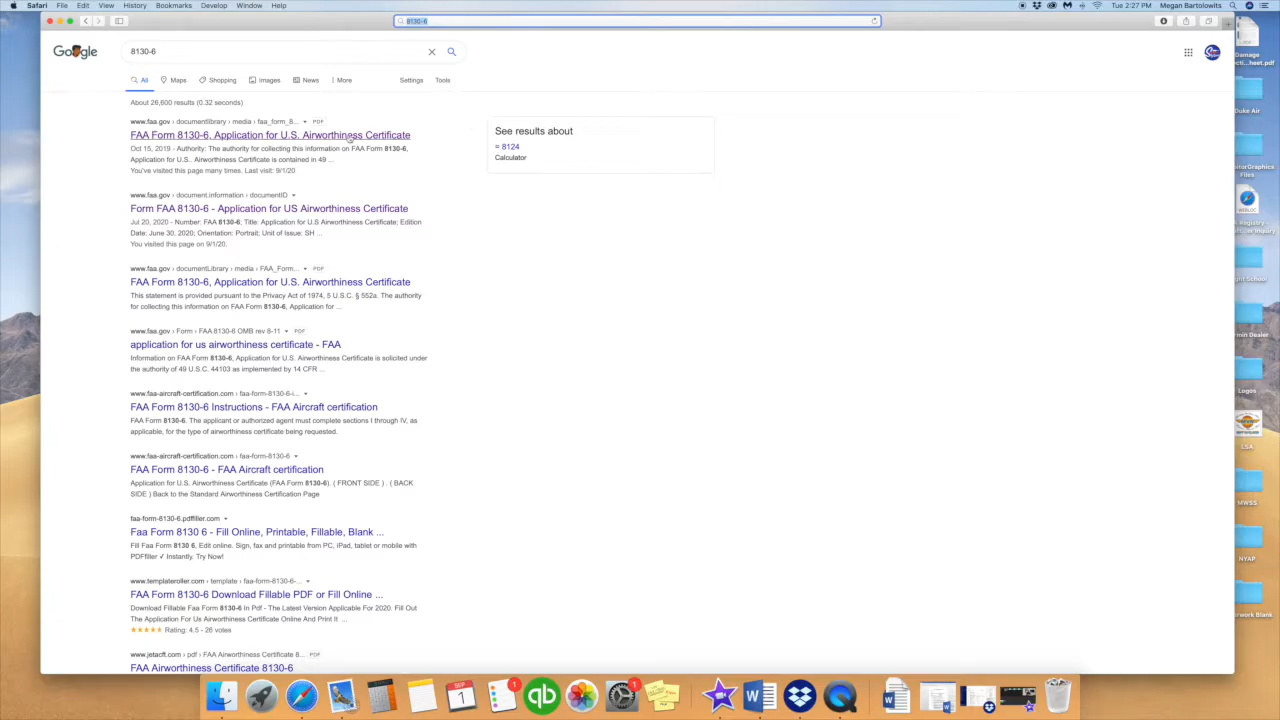 Safari File Edit View History Bookmarks Develop Window Help
Tue 2:27 PM Megan Bartolowits
8130-6
Google
8130-6
All Maps Shopping Images News More Settings Tools
About 26,600 results (0.32 seconds)
www.faa.gov › documentlibrary › media › faa_form_8... PDF
FAA Form 8130-6, Application for U.S. Airworthiness Certificate
Oct 15, 2019 - Authority: The authority for collecting this information on FAA Form 8130-6,
Application for U.S.. Airworthiness Certificate is contained in 49 ...
You've visited this page many times. Last visit: 9/1/20
See results about
= 8124
Calculator
www.faa.gov › document.information › documentID
Form FAA 8130-6 - Application for US Airworthiness Certificate
Jul 20, 2020 - Number: FAA 8130-6; Title: Application for U.S Airworthiness Certificate; Edition
Date: June 30, 2020; Orientation: Portrait; Unit of Issue: SH ...
You visited this page on 9/1/20.
www.faa.gov › documentLibrary › media › FAA_Form... PDF
FAA Form 8130-6, Application for U.S. Airworthiness Certificate
This statement is provided pursuant to the Privacy Act of 1974, 5 U.S.C. § 552a. The authority
for collecting this information on FAA Form 8130-6, Application for ...
www.faa.gov › Form › FAA 8130-6 OMB rev 8-11 PDF
application for us airworthiness certificate - FAA
Information on FAA Form 8130-6, Application for U.S. Airworthiness Certificate is solicited under
the authority of 49 U.S.C. 44103 as implemented by 14 CFR ...
www.faa-aircraft-certification.com › faa-form-8130-6-i...
FAA Form 8130-6 Instructions - FAA Aircraft certification
FAA Form 8130-6. The applicant or authorized agent must complete sections I through IV, as
applicable, for the type of airworthiness certificate being requested.
www.faa-aircraft-certification.com › faa-form-8130-6
FAA Form 8130-6 - FAA Aircraft certification
Application for U.S. Airworthiness Certificate (FAA Form 8130-6). ( FRONT SIDE ) . ( BACK
SIDE ) Back to the Standard Airworthiness Certification Page
faa-form-8130-6.pdffiller.com
Faa Form 8130 6 - Fill Online, Printable, Fillable, Blank ...
Fill Faa Form 8130 6, Edit online. Sign, fax and printable from PC, iPad, tablet or mobile with
PDFfiller ✓ Instantly. Try Now!
www.templateroller.com › template › faa-form-8130-6-...
FAA Form 8130-6 Download Fillable PDF or Fill Online ...
Download Fillable Faa Form 8130-6 In Pdf - The Latest Version Applicable For 2020. Fill Out
The Application For Us Airworthiness Certificate Online And Print It ...
★★★★★ Rating: 4.5 - 26 votes
www.jetacft.com › pdf › FAA Airworthiness Certificate 8... PDF
FAA Airworthiness Certificate 8130-6
Damage
heet.pdf
Duke Air
Files
WEBLOC
Logos
LSA
MWSS
NYAP
Blank
SEP
1
1
1
qb